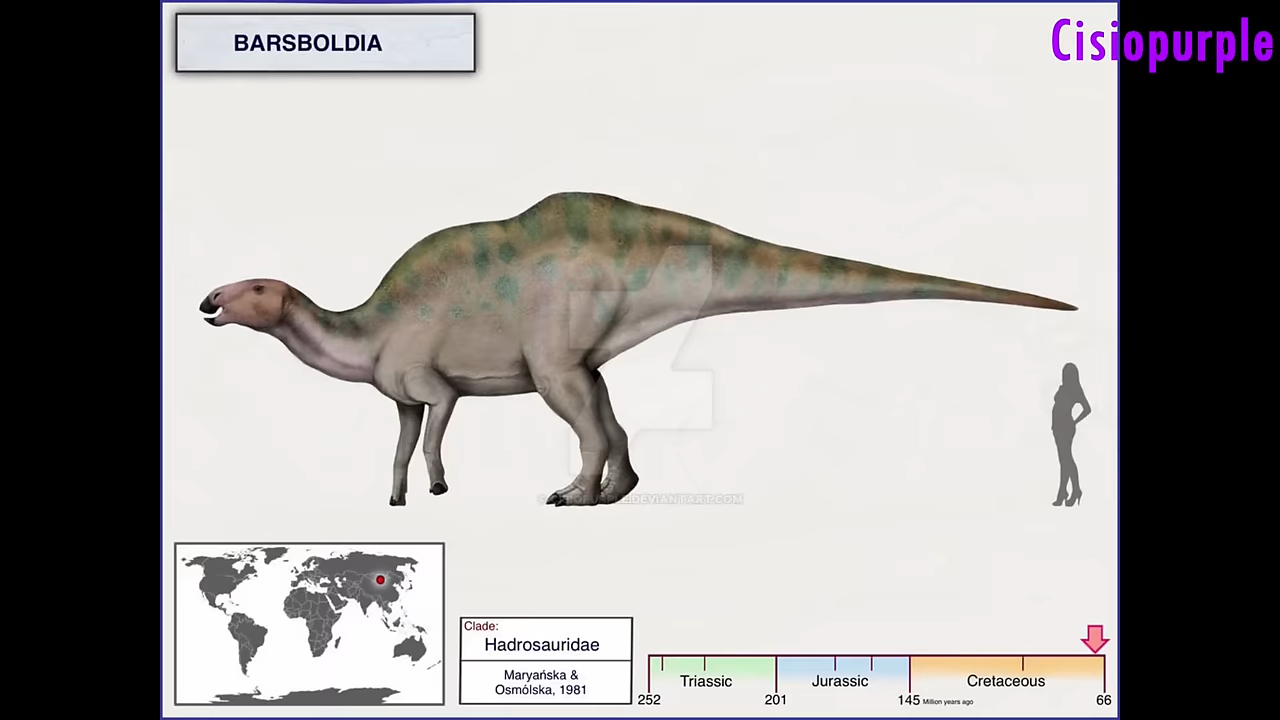 BARSBOLDIA
Cisiopurple
Clade:
Hadrosauridae
Maryańska &
Osmólska, 1981
Triassic
Jurassic
Cretaceous
252
201
145 Million years ago
66